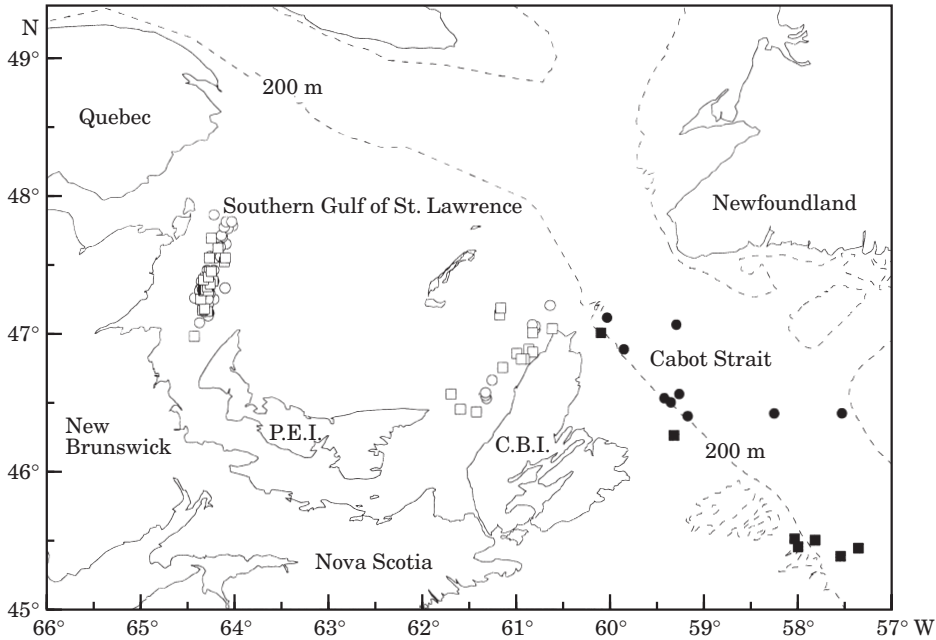 N
49°
200 m
Quebec
48°
Southern Gulf of St. Lawrence
Newfoundland
47°
Cabot Strait
New
Brunswick
P.E.I.
C.B.I.
200 m
46°
Nova Scotia
45°
66° 65° 64° 63° 62° 61° 60° 59° 58° 57° W